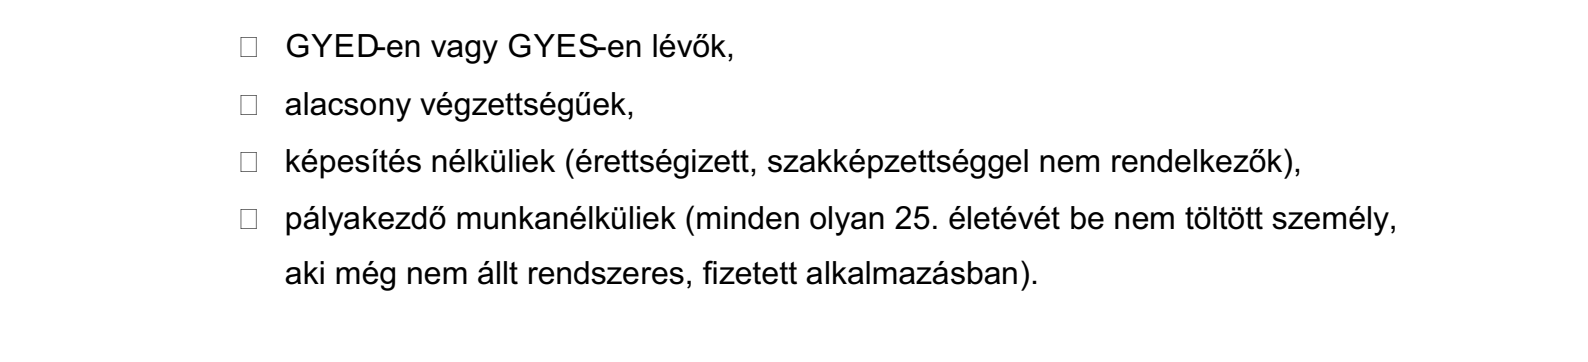 □ GYED-en vagy GYES-en lévők,
□ alacsony végzettségűek,
□ képesítés nélküliek (érettségizett, szakképzettséggel nem rendelkezők),
□ pályakezdő munkanélküliek (minden olyan 25. életévét be nem töltött személy,
aki még nem állt rendszeres, fizetett alkalmazásban).